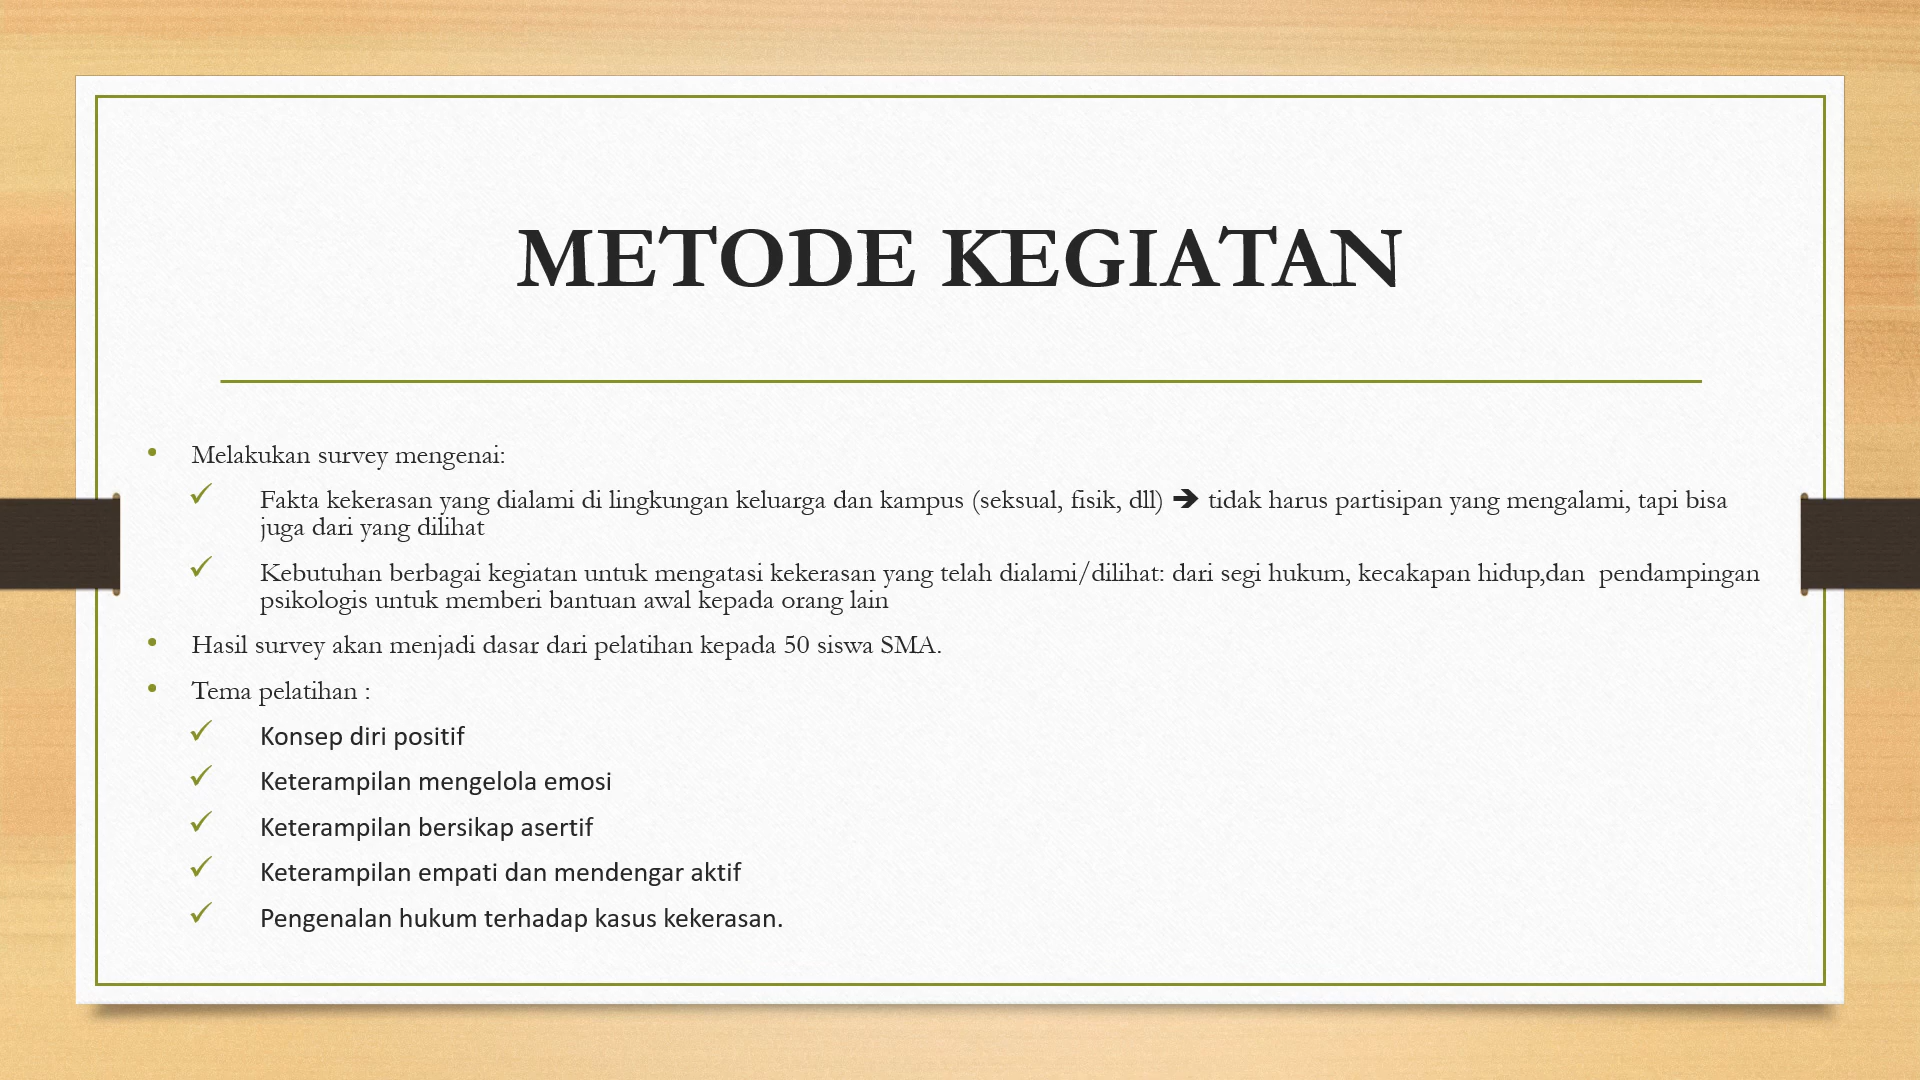 METODE KEGIATAN
• Melakukan survey mengenai:
✓ Fakta kekerasan yang dialami di lingkungan keluarga dan kampus (seksual, fisik, dll) ➔ tidak harus partisipan yang mengalami, tapi bisa
juga dari yang dilihat
✓ Kebutuhan berbagai kegiatan untuk mengatasi kekerasan yang telah dialami/dilihat: dari segi hukum, kecakapan hidup,dan  pendampingan
psikologis untuk memberi bantuan awal kepada orang lain
• Hasil survey akan menjadi dasar dari pelatihan kepada 50 siswa SMA.
• Tema pelatihan :
✓ Konsep diri positif
✓ Keterampilan mengelola emosi
✓ Keterampilan bersikap asertif
✓ Keterampilan empati dan mendengar aktif
✓ Pengenalan hukum terhadap kasus kekerasan.